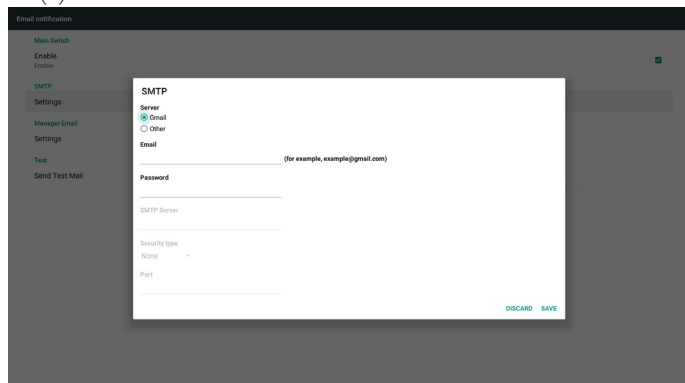 Email notification
Main Switch
Enable
Enable
SMTP
Settings
Manager Email
Settings
Test
Send Test Mail
SMTP
Server
Gmail
Other
Email
(for example, example@gmail.com)
Password
SMTP Server
Security type
None
Port
DISCARD SAVE